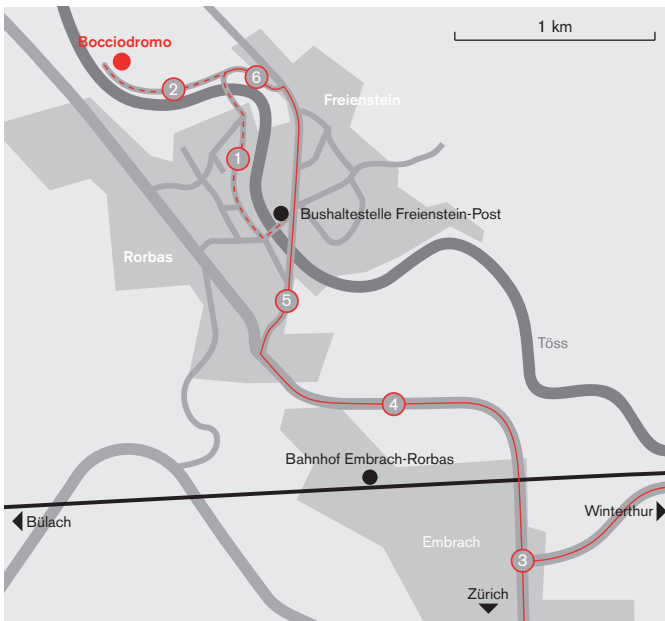 1 km
Bocciodromo
6
2
Freienstein
1
Bushaltestelle Freienstein-Post
Rorbas
5
Töss
4
Bahnhof Embrach-Rorbas
Winterthur
Bülach
Embrach
3
Zürich